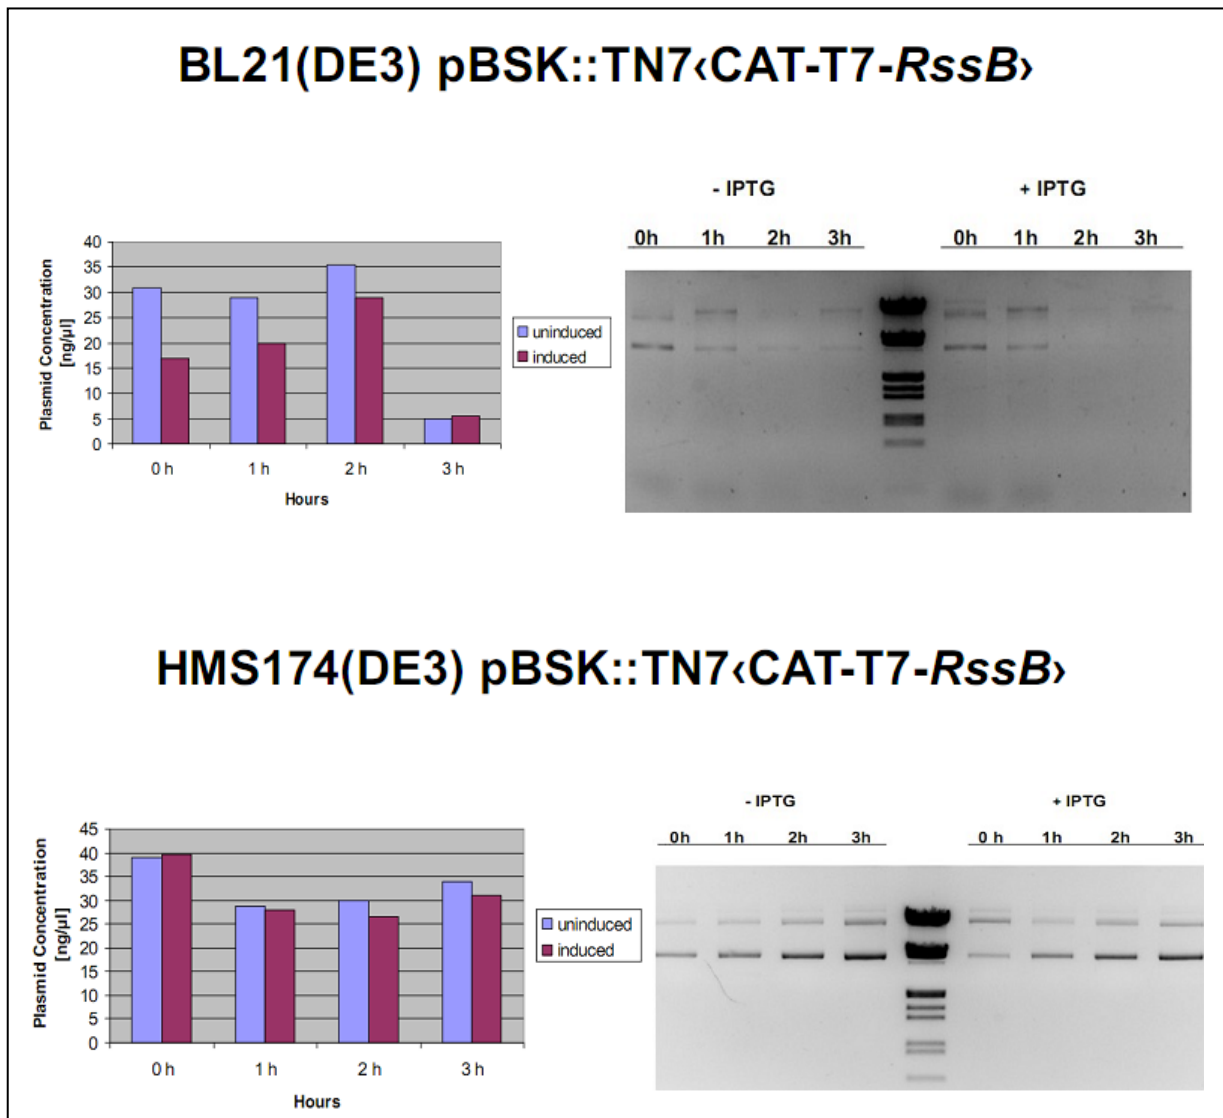 BL21(DE3) pBSK::TN7‹CAT-T7-RssB›
- IPTG + IPTG
0h 1h 2h 3h 0h 1h 2h 3h
40
35
30
25
20
15
10
5
0
Plasmid Concentration
[ng/µl]
0 h 1 h 2 h 3 h
Hours
uninduced
induced
HMS174(DE3) pBSK::TN7‹CAT-T7-RssB›
- IPTG + IPTG
0h 1h 2h 3h 0 h 1h 2h 3h
45
40
35
30
25
20
15
10
5
0
Plasmid Concentration
[ng/µl]
0 h 1 h 2 h 3 h
Hours
uninduced
induced